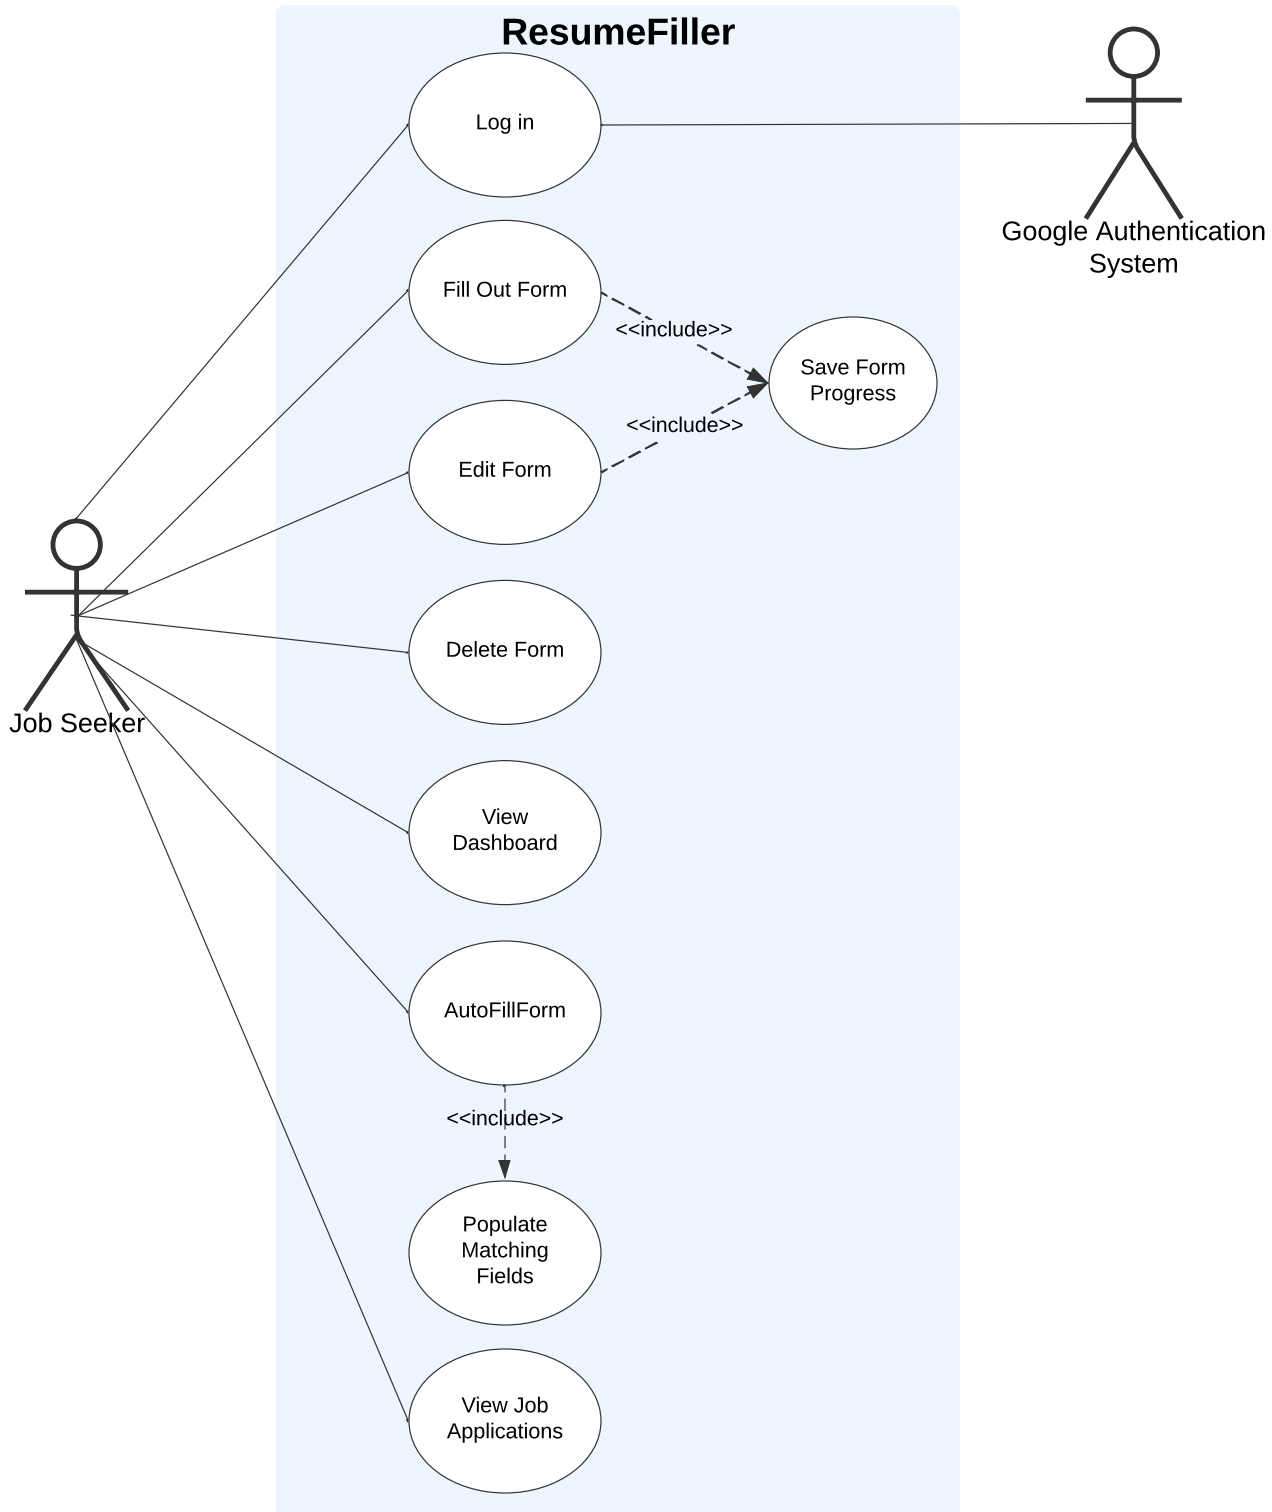 ResumeFiller
Log in
Google Authentication
System
Fill Out Form
<<include>>
Save Form
Progress
<<include>>
Edit Form
Delete Form
Job Seeker
View
Dashboard
AutoFillForm
<<include>>
Populate
Matching
Fields
View Job
Applications